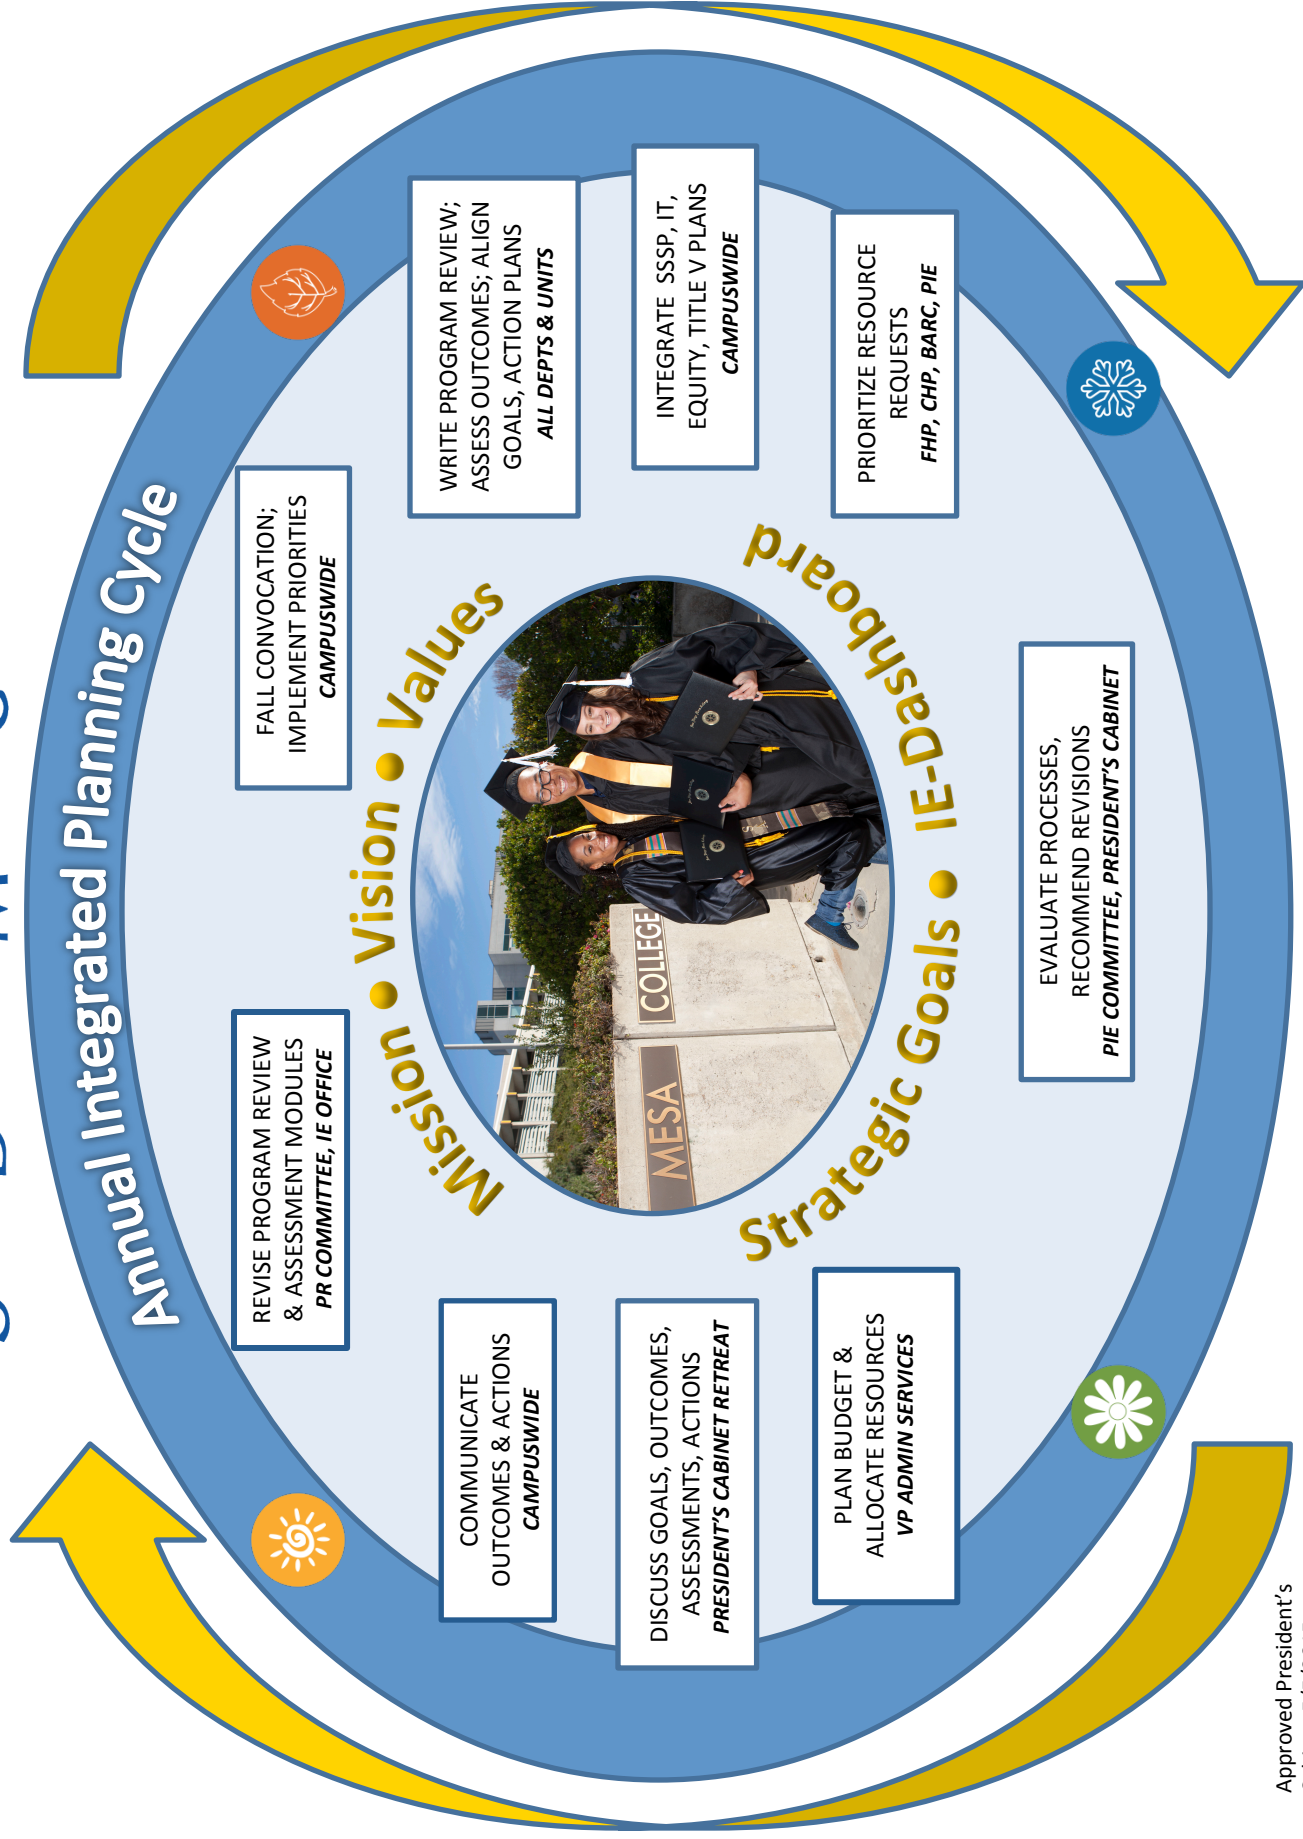 Annual Integrated Planning Cycle
FALL CONVOCATION;
IMPLEMENT PRIORITIES
CAMPUSWIDE
WRITE PROGRAM REVIEW;
ASSESS OUTCOMES; ALIGN
GOALS, ACTION PLANS
ALL DEPTS & UNITS
INTEGRATE SSSP, IT,
EQUITY, TITLE V PLANS
CAMPUSWIDE
PRIORITIZE RESOURCE
REQUESTS
FHP, CHP, BARC, PIE
EVALUATE PROCESSES,
RECOMMEND REVISIONS
PIE COMMITTEE, PRESIDENT'S CABINET
PLAN BUDGET &
ALLOCATE RESOURCES
VP ADMIN SERVICES
DISCUSS GOALS, OUTCOMES,
ASSESSMENTS, ACTIONS
PRESIDENT'S CABINET RETREAT
COMMUNICATE
OUTCOMES & ACTIONS
CAMPUSWIDE
REVISE PROGRAM REVIEW
& ASSESSMENT MODULES
PR COMMITTEE, IE OFFICE
Mission ● Vision ● Values
MESA COLLEGE
Strategic Goals ● IE-Dashboard
Approved President's